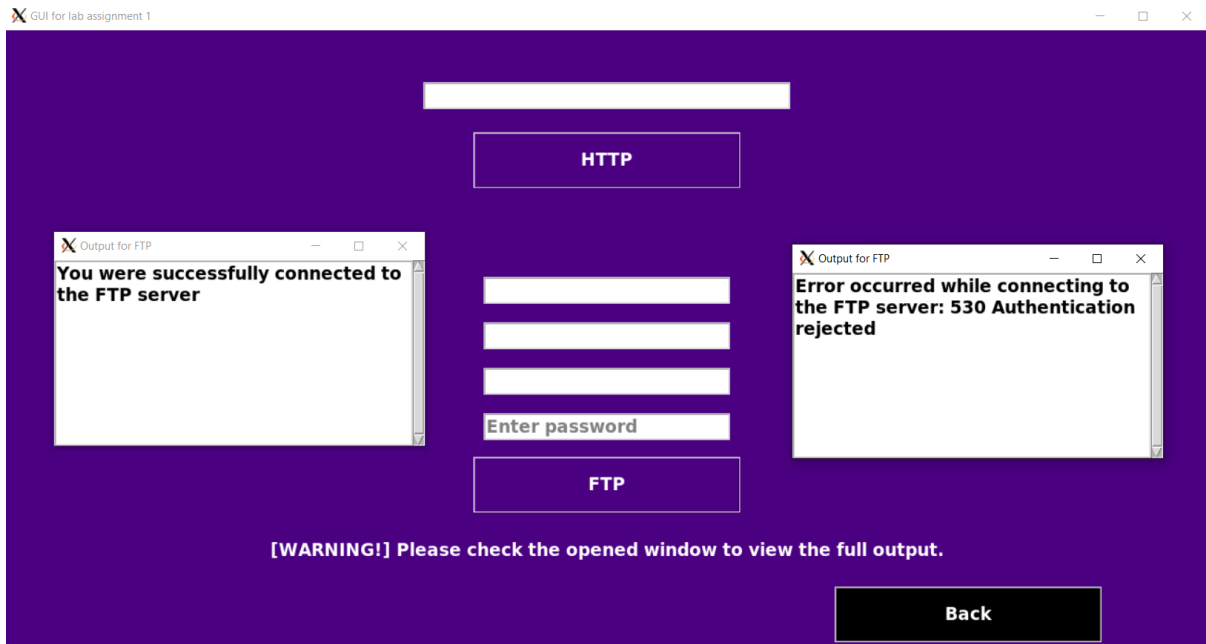 GUI for lab assignment 1
HTTP
Output for FTP
You were successfully connected to
the FTP server
Output for FTP
Error occurred while connecting to
the FTP server: 530 Authentication
rejected
Enter password
FTP
[WARNING!] Please check the opened window to view the full output.
Back